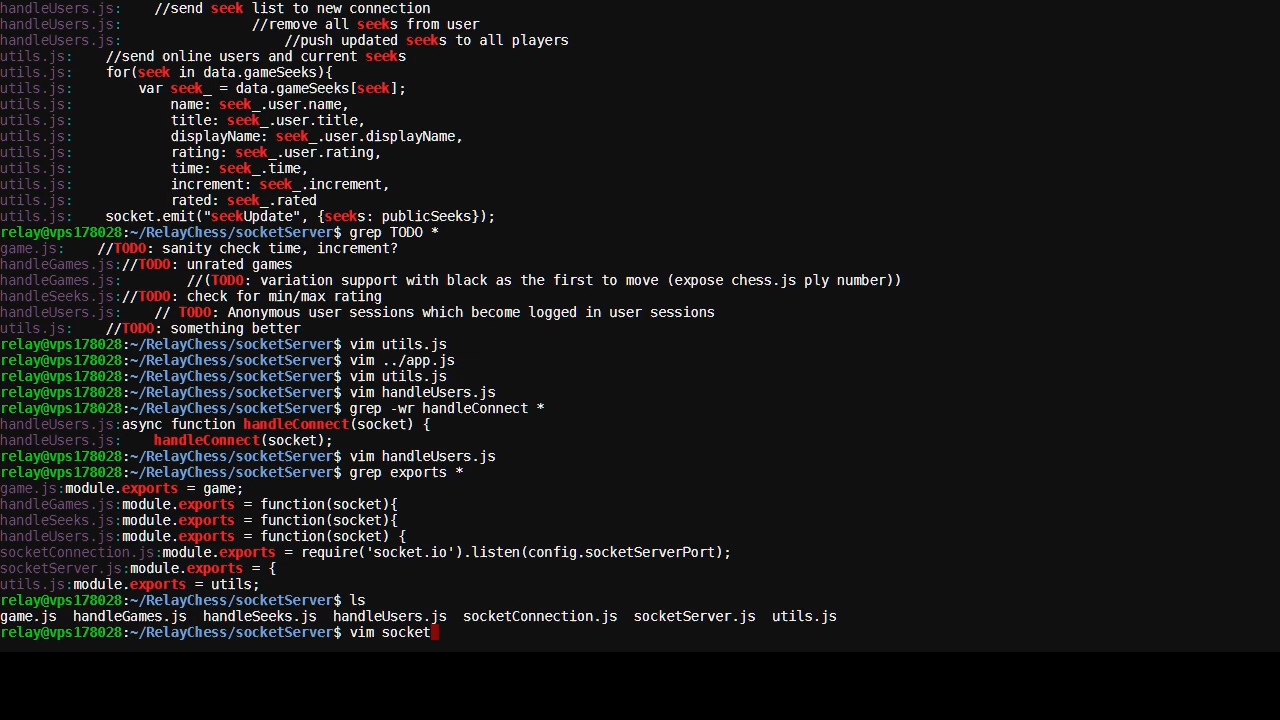 handleUsers.js:    //send seek list to new connection
handleUsers.js:                //remove all seeks from user
handleUsers.js:                    //push updated seeks to all players
utils.js:    //send online users and current seeks
utils.js:    for(seek in data.gameSeeks){
utils.js:        var seek_ = data.gameSeeks[seek];
utils.js:            name: seek_.user.name,
utils.js:            title: seek_.user.title,
utils.js:            displayName: seek_.user.displayName,
utils.js:            rating: seek_.user.rating,
utils.js:            time: seek_.time,
utils.js:            increment: seek_.increment,
utils.js:            rated: seek_.rated
utils.js:    socket.emit("seekUpdate", {seeks: publicSeeks});
relay@vps178028:~/RelayChess/socketServer$ grep TODO *
game.js:    //TODO: sanity check time, increment?
handleGames.js://TODO: unrated games
handleGames.js:        //(TODO: variation support with black as the first to move (expose chess.js ply number))
handleSeeks.js://TODO: check for min/max rating
handleUsers.js:    // TODO: Anonymous user sessions which become logged in user sessions
utils.js:    //TODO: something better
relay@vps178028:~/RelayChess/socketServer$ vim utils.js
relay@vps178028:~/RelayChess/socketServer$ vim ../app.js
relay@vps178028:~/RelayChess/socketServer$ vim utils.js
relay@vps178028:~/RelayChess/socketServer$ vim handleUsers.js
relay@vps178028:~/RelayChess/socketServer$ grep -wr handleConnect *
handleUsers.js:async function handleConnect(socket) {
handleUsers.js:    handleConnect(socket);
relay@vps178028:~/RelayChess/socketServer$ vim handleUsers.js
relay@vps178028:~/RelayChess/socketServer$ grep exports *
game.js:module.exports = game;
handleGames.js:module.exports = function(socket){
handleSeeks.js:module.exports = function(socket){
handleUsers.js:module.exports = function(socket) {
socketConnection.js:module.exports = require('socket.io').listen(config.socketServerPort);
socketServer.js:module.exports = {
utils.js:module.exports = utils;
relay@vps178028:~/RelayChess/socketServer$ ls
game.js  handleGames.js  handleSeeks.js  handleUsers.js  socketConnection.js  socketServer.js  utils.js
relay@vps178028:~/RelayChess/socketServer$ vim socket